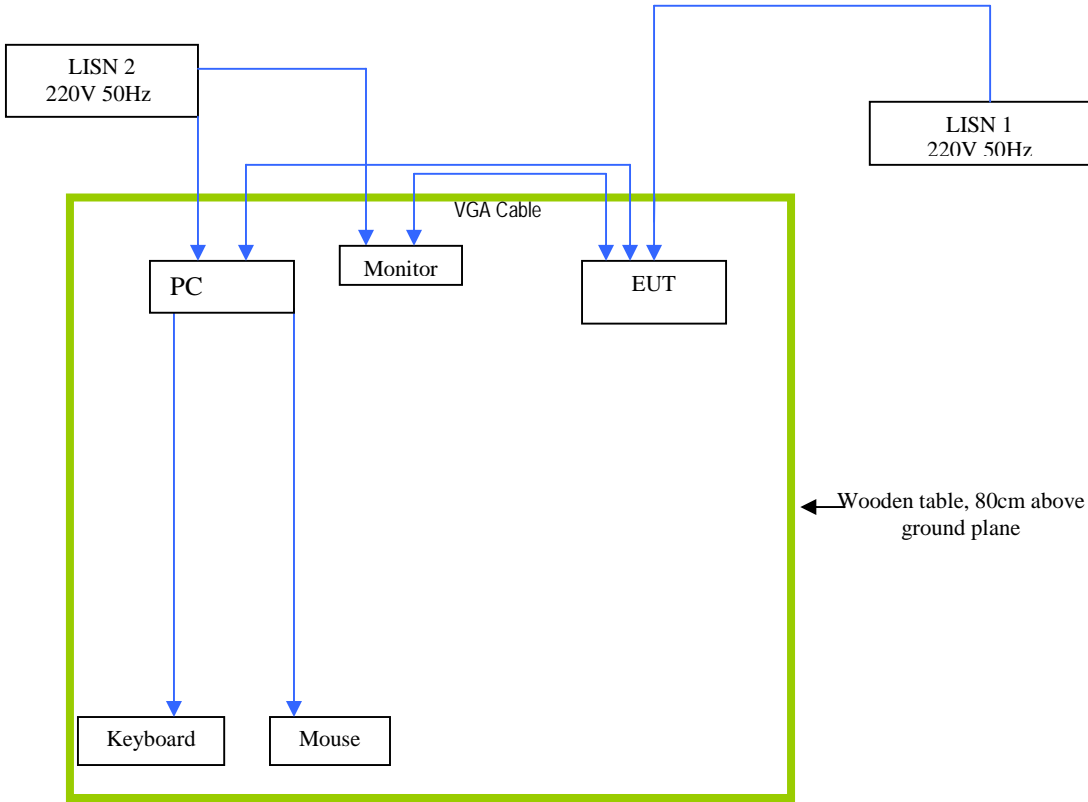 LISN 2
220V 50Hz
LISN 1
220V 50Hz
VGA Cable
PC
Monitor
EUT
Wooden table, 80cm above
ground plane
Keyboard
Mouse